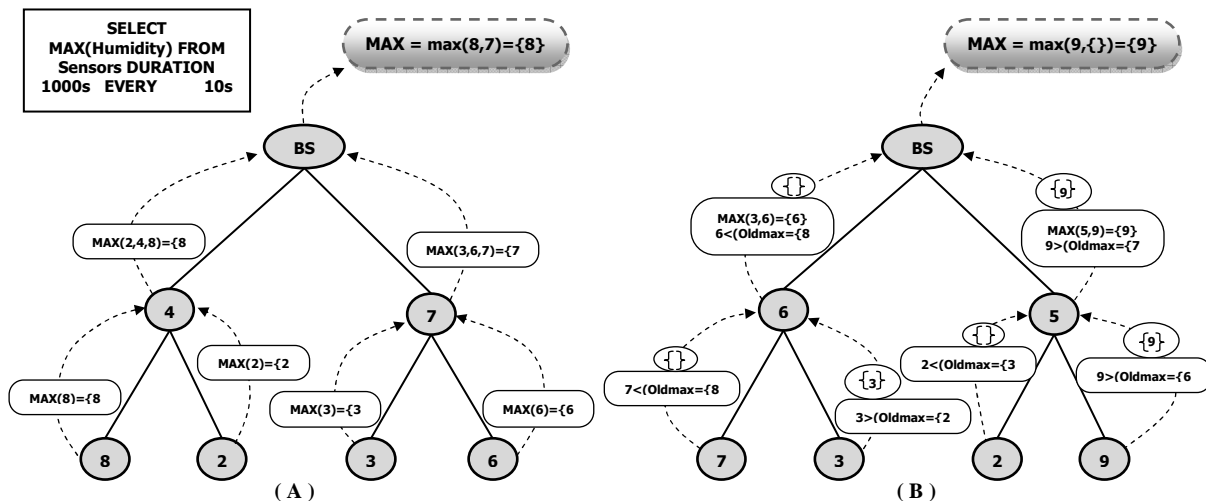 SELECT
MAX(Humidity) FROM
Sensors DURATION
1000s EVERY 10s
MAX = max(8,7)={8}
BS
MAX(2,4,8)={8
MAX(3,6,7)={7
4
7
MAX(8)={8
MAX(2)={2
MAX(3)={3
MAX(6)={6
8
2
3
6
( A )
MAX = max(9,{})={9}
BS
{}
{9}
MAX(3,6)={6}
6<(Oldmax={8
MAX(5,9)={9}
9>(Oldmax={7
6
5
{}
7<(Oldmax={8
{3}
3>(Oldmax={2
{}
2<(Oldmax={3
{9}
9>(Oldmax={6
7
3
2
9
( B )